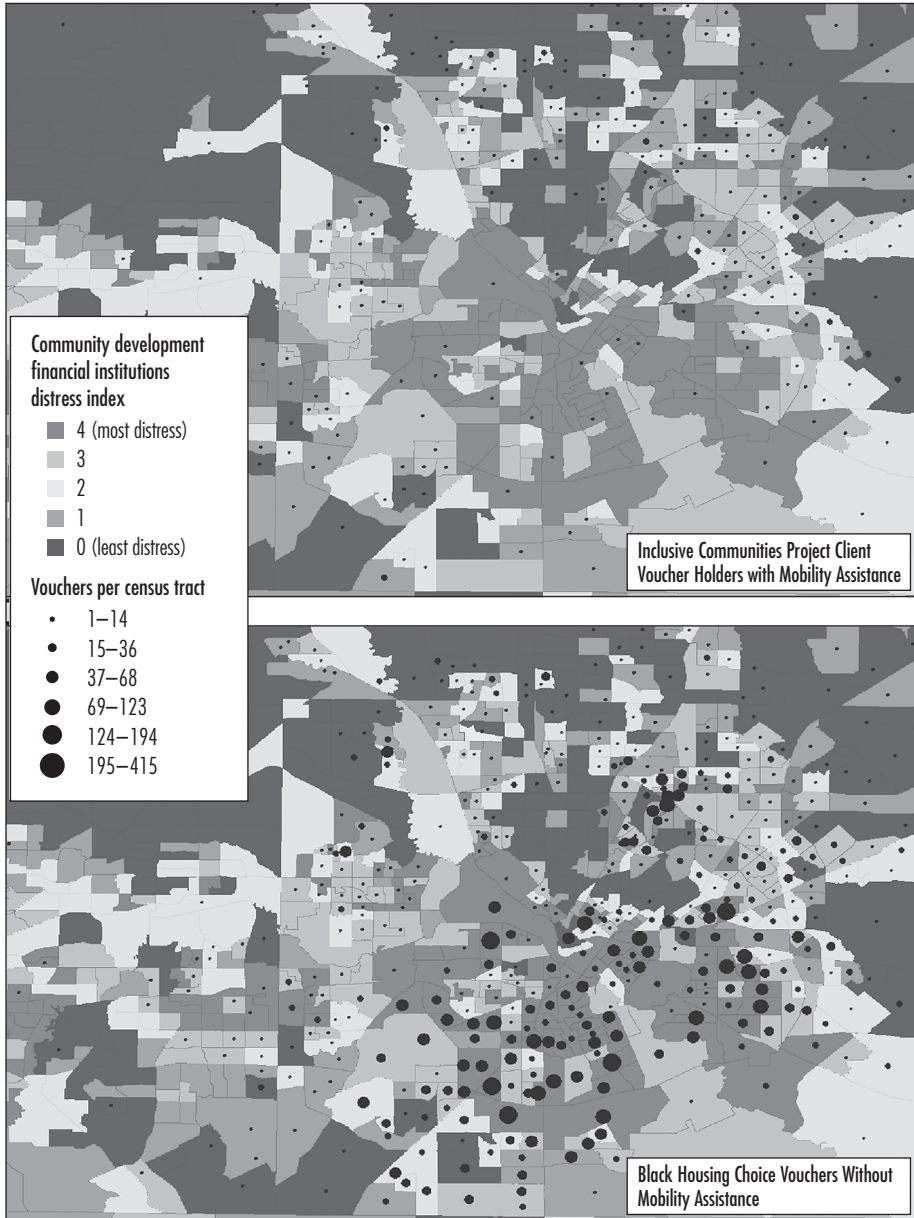 Community development
financial institutions
distress index
4 (most distress)
3
2
1
0 (least distress)
Vouchers per census tract
1–14
15–36
37–68
69–123
124–194
195–415
Inclusive Communities Project Client
Voucher Holders with Mobility Assistance
Black Housing Choice Vouchers Without
Mobility Assistance